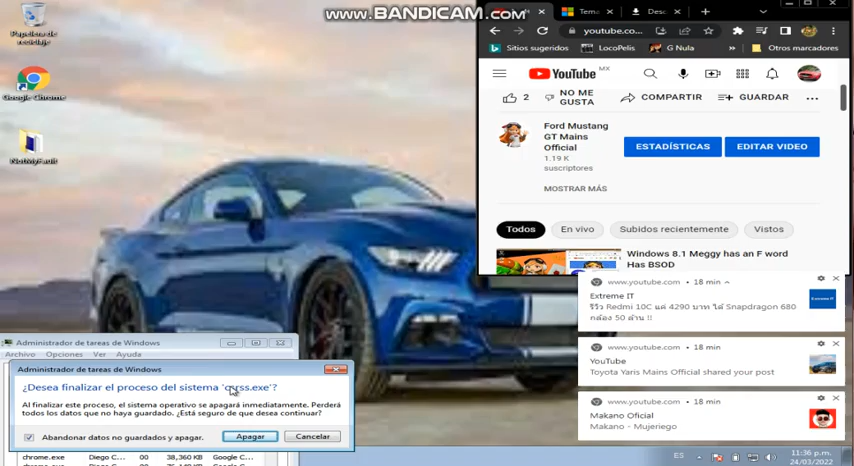 www.BANDICAM.com
Papelera de
reciclaje
Google Chrome
NotMyFault
Tema
Desc
youtube.co...
Sitios sugeridos
LocoPelis
G Nula
»
Otros marcadores
YouTube MX
2
NO ME
GUSTA
COMPARTIR
GUARDAR
Ford Mustang
GT Mains
Official
1.19 K
suscriptores
ESTADÍSTICAS
EDITAR VIDEO
MOSTRAR MÁS
Todos
En vivo
Subidos recientemente
Vistos
Windows 8.1 Meggy has an F word
Has BSOD
www.youtube.com • 18 min
Extreme IT
รีวิว Redmi 10C แค่ 4290 บาท ได้ Snapdragon 680
กล้อง 50 ล้าน !!
www.youtube.com • 18 min
YouTube
Toyota Yaris Mains Official shared your post
www.youtube.com • 18 min
Makano Oficial
Makano - Mujeriego
Administrador de tareas de Windows
Archivo Opciones Ver Ayuda
Administrador de tareas de Windows
¿Desea finalizar el proceso del sistema 'csrss.exe'?
Al finalizar este proceso, el sistema operativo se apagará inmediatamente. Perderá
todos los datos que no haya guardado. ¿Está seguro de que desea continuar?
Abandonar datos no guardados y apagar.
Apagar
Cancelar
chrome.exe Diego C... 00 38,360 KB Google C...
ES
11:36 p.m.
24/03/2022